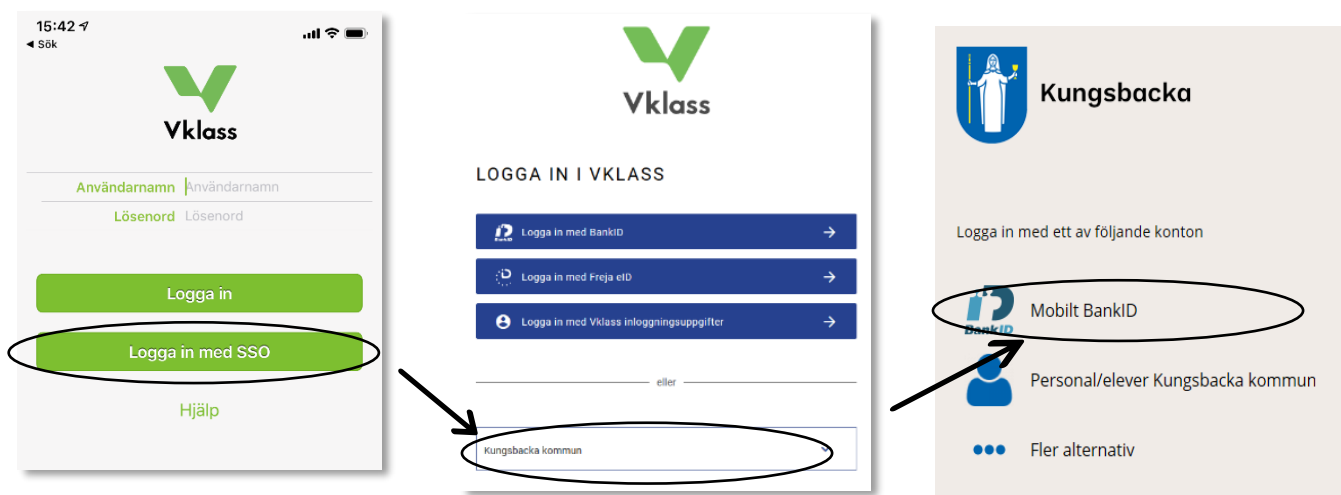 15:42
Sök
Vklass
Användarnamn Användarnamn
Lösenord Lösenord
Logga in
Logga in med SSO
Hjälp
Vklass
LOGGA IN I VKLASS
BankID Logga in med BankID
Logga in med Freja eID
Logga in med Vklass inloggningsuppgifter
eller
Kungsbacka kommun
Kungsbacka
Logga in med ett av följande konton
BankID Mobilt BankID
Personal/elever Kungsbacka kommun
Fler alternativ